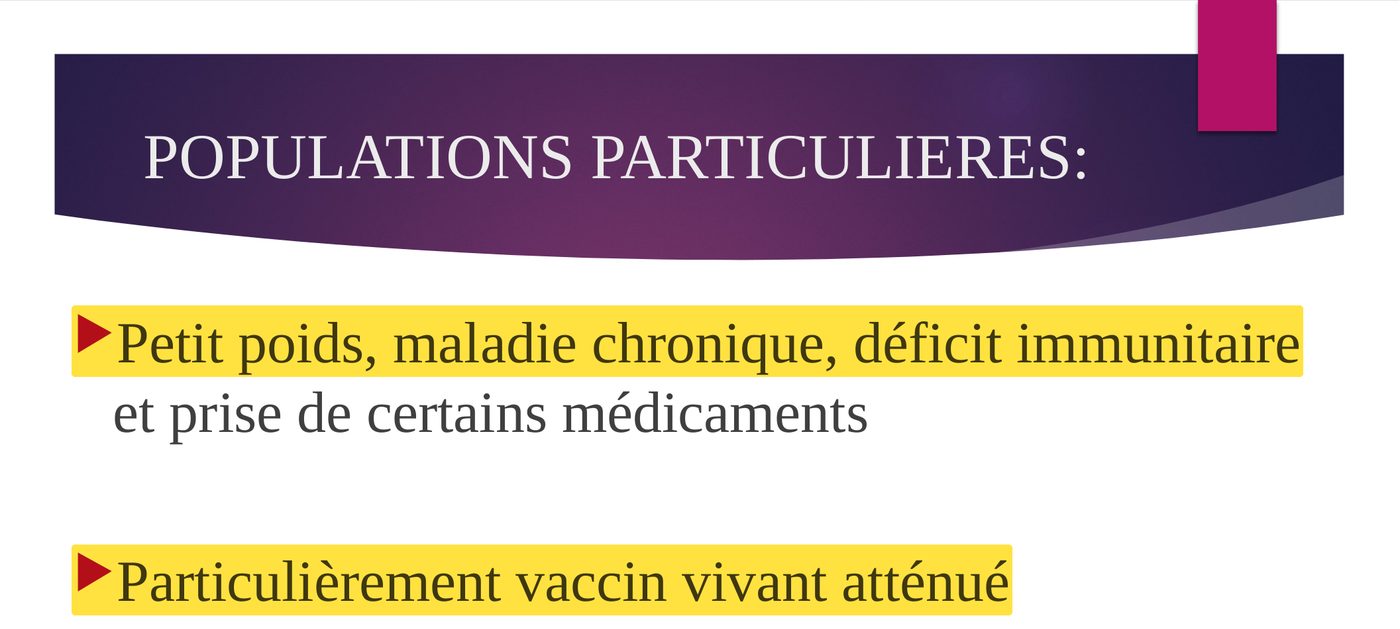 POPULATIONS PARTICULIERES:
Petit poids, maladie chronique, déficit immunitaire
et prise de certains médicaments
Particulièrement vaccin vivant atténué